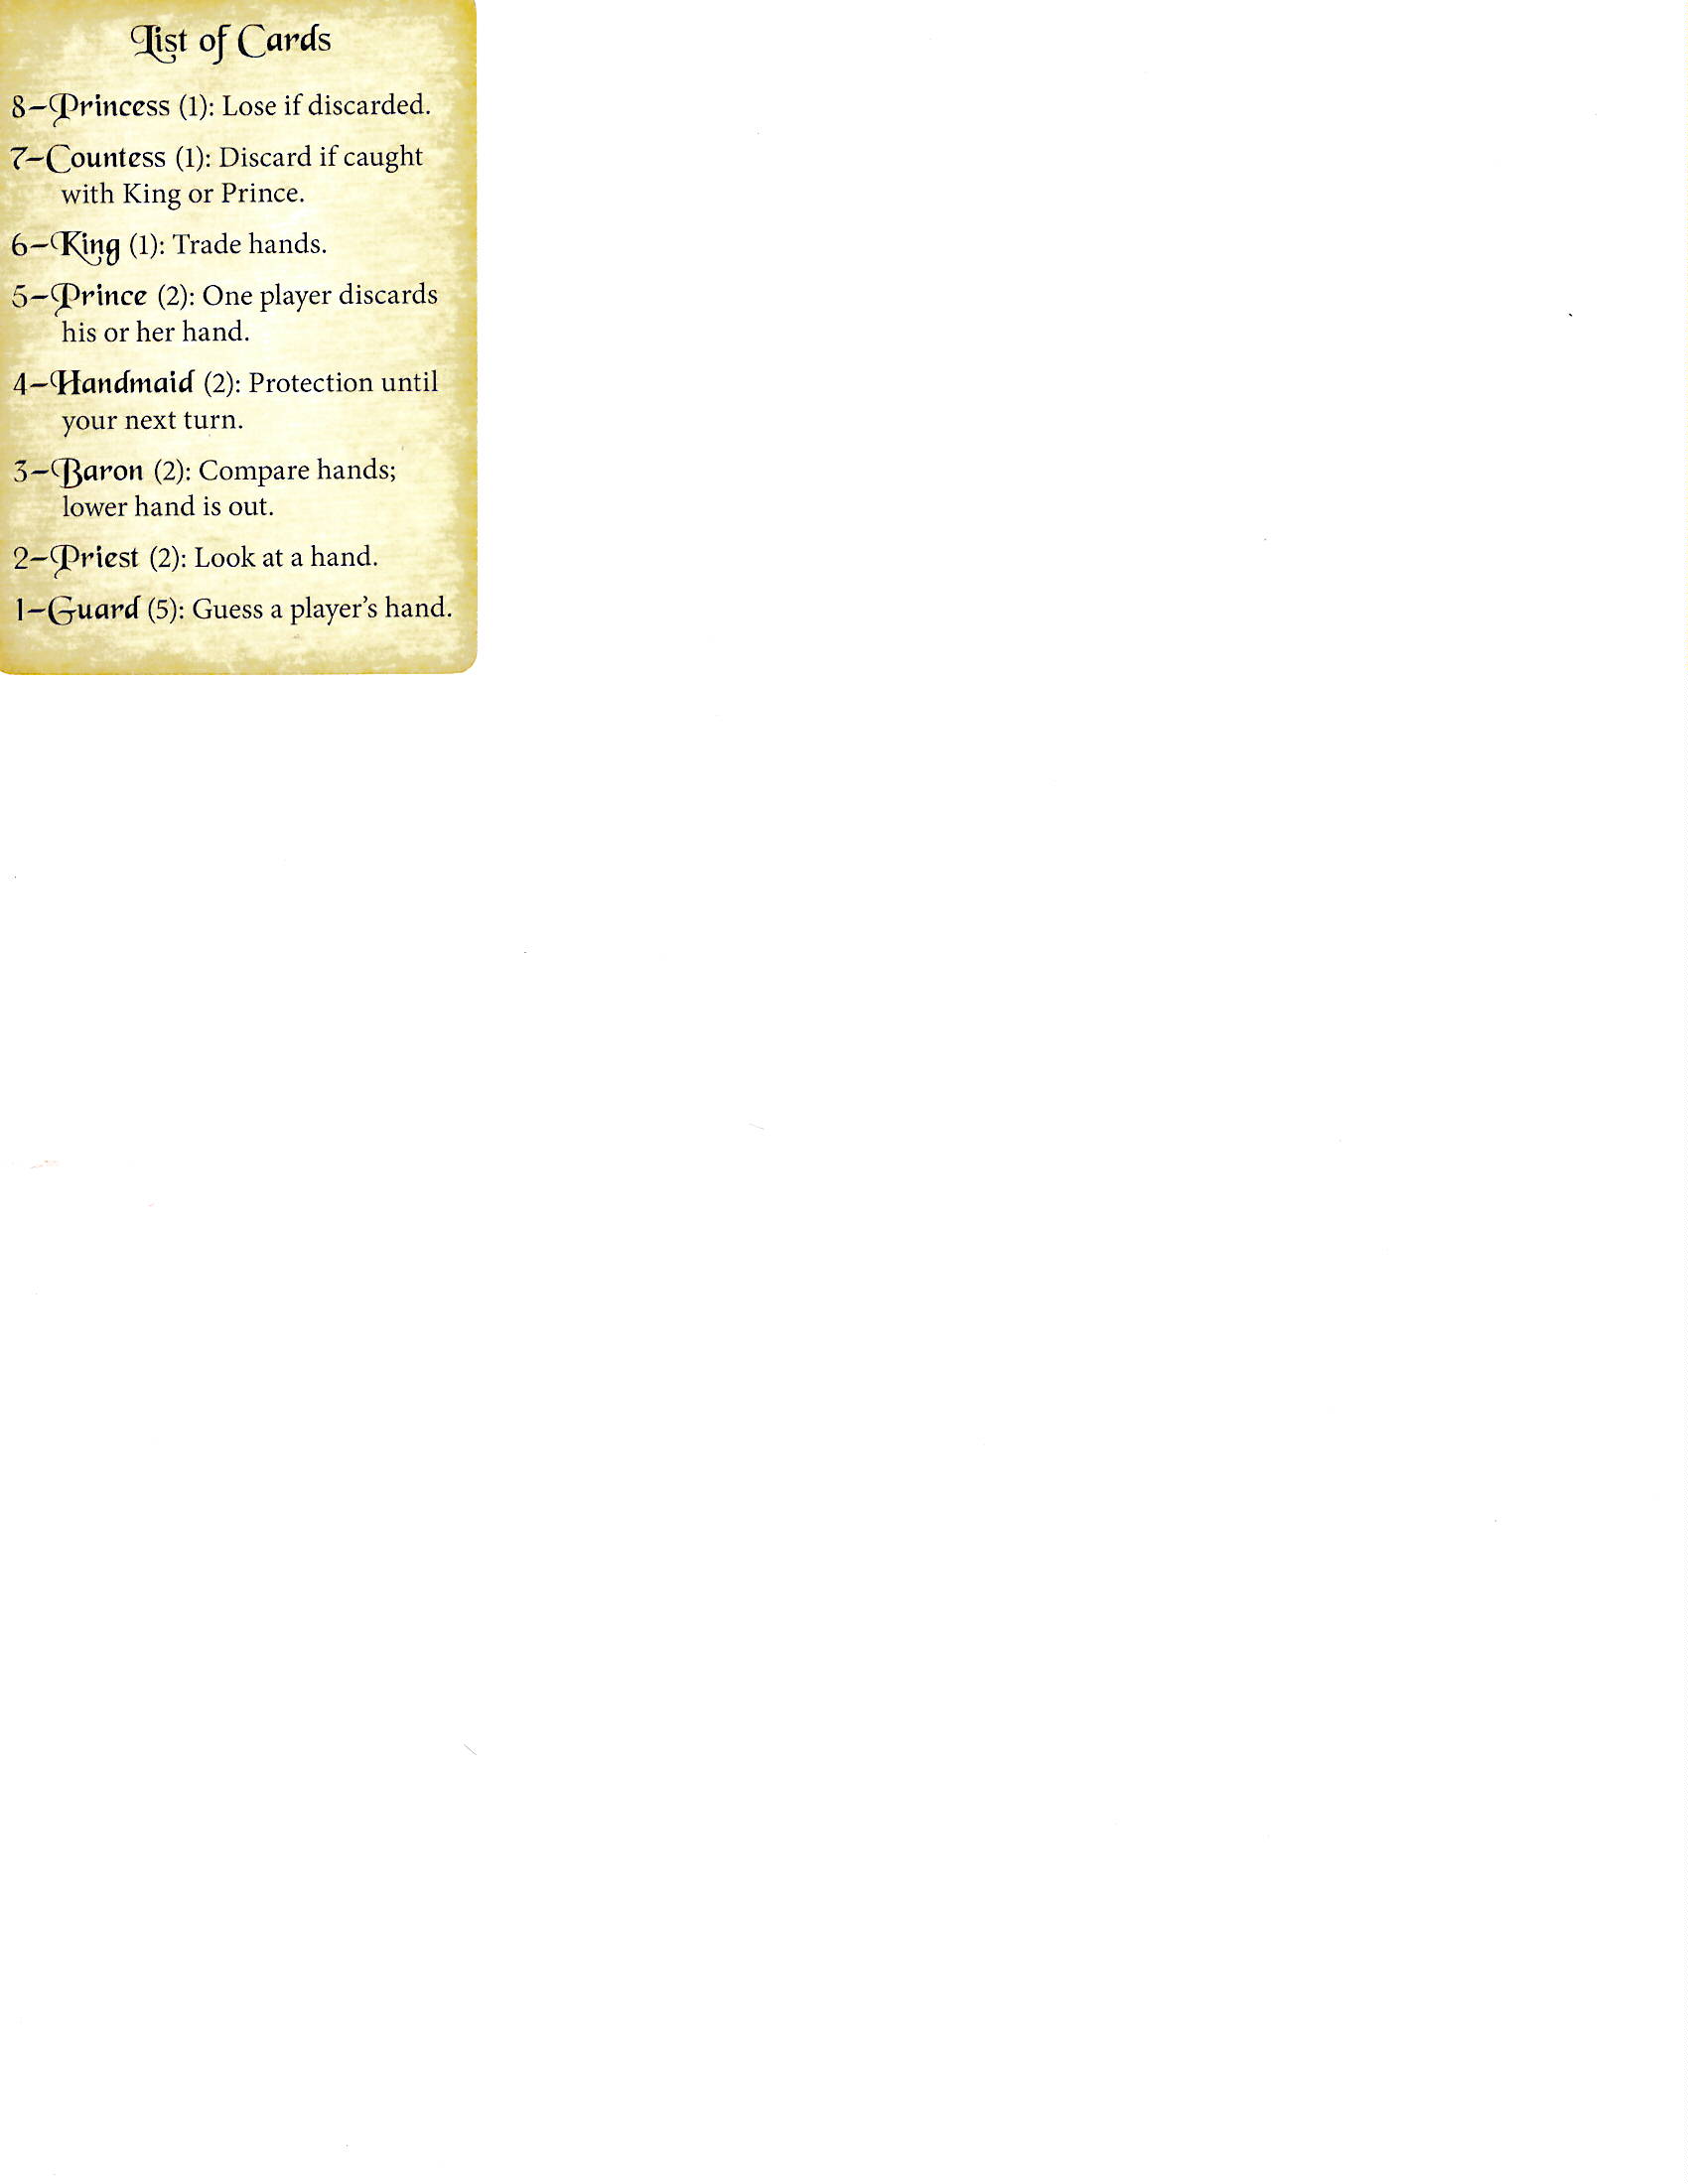 List of Cards
8–Princess (1): Lose if discarded.
7–Countess (1): Discard if caught
with King or Prince.
6–King (1): Trade hands.
5–Prince (2): One player discards
his or her hand.
4–Handmaid (2): Protection until
your next turn.
3–Baron (2): Compare hands;
lower hand is out.
2–Priest (2): Look at a hand.
1–Guard (5): Guess a player's hand.